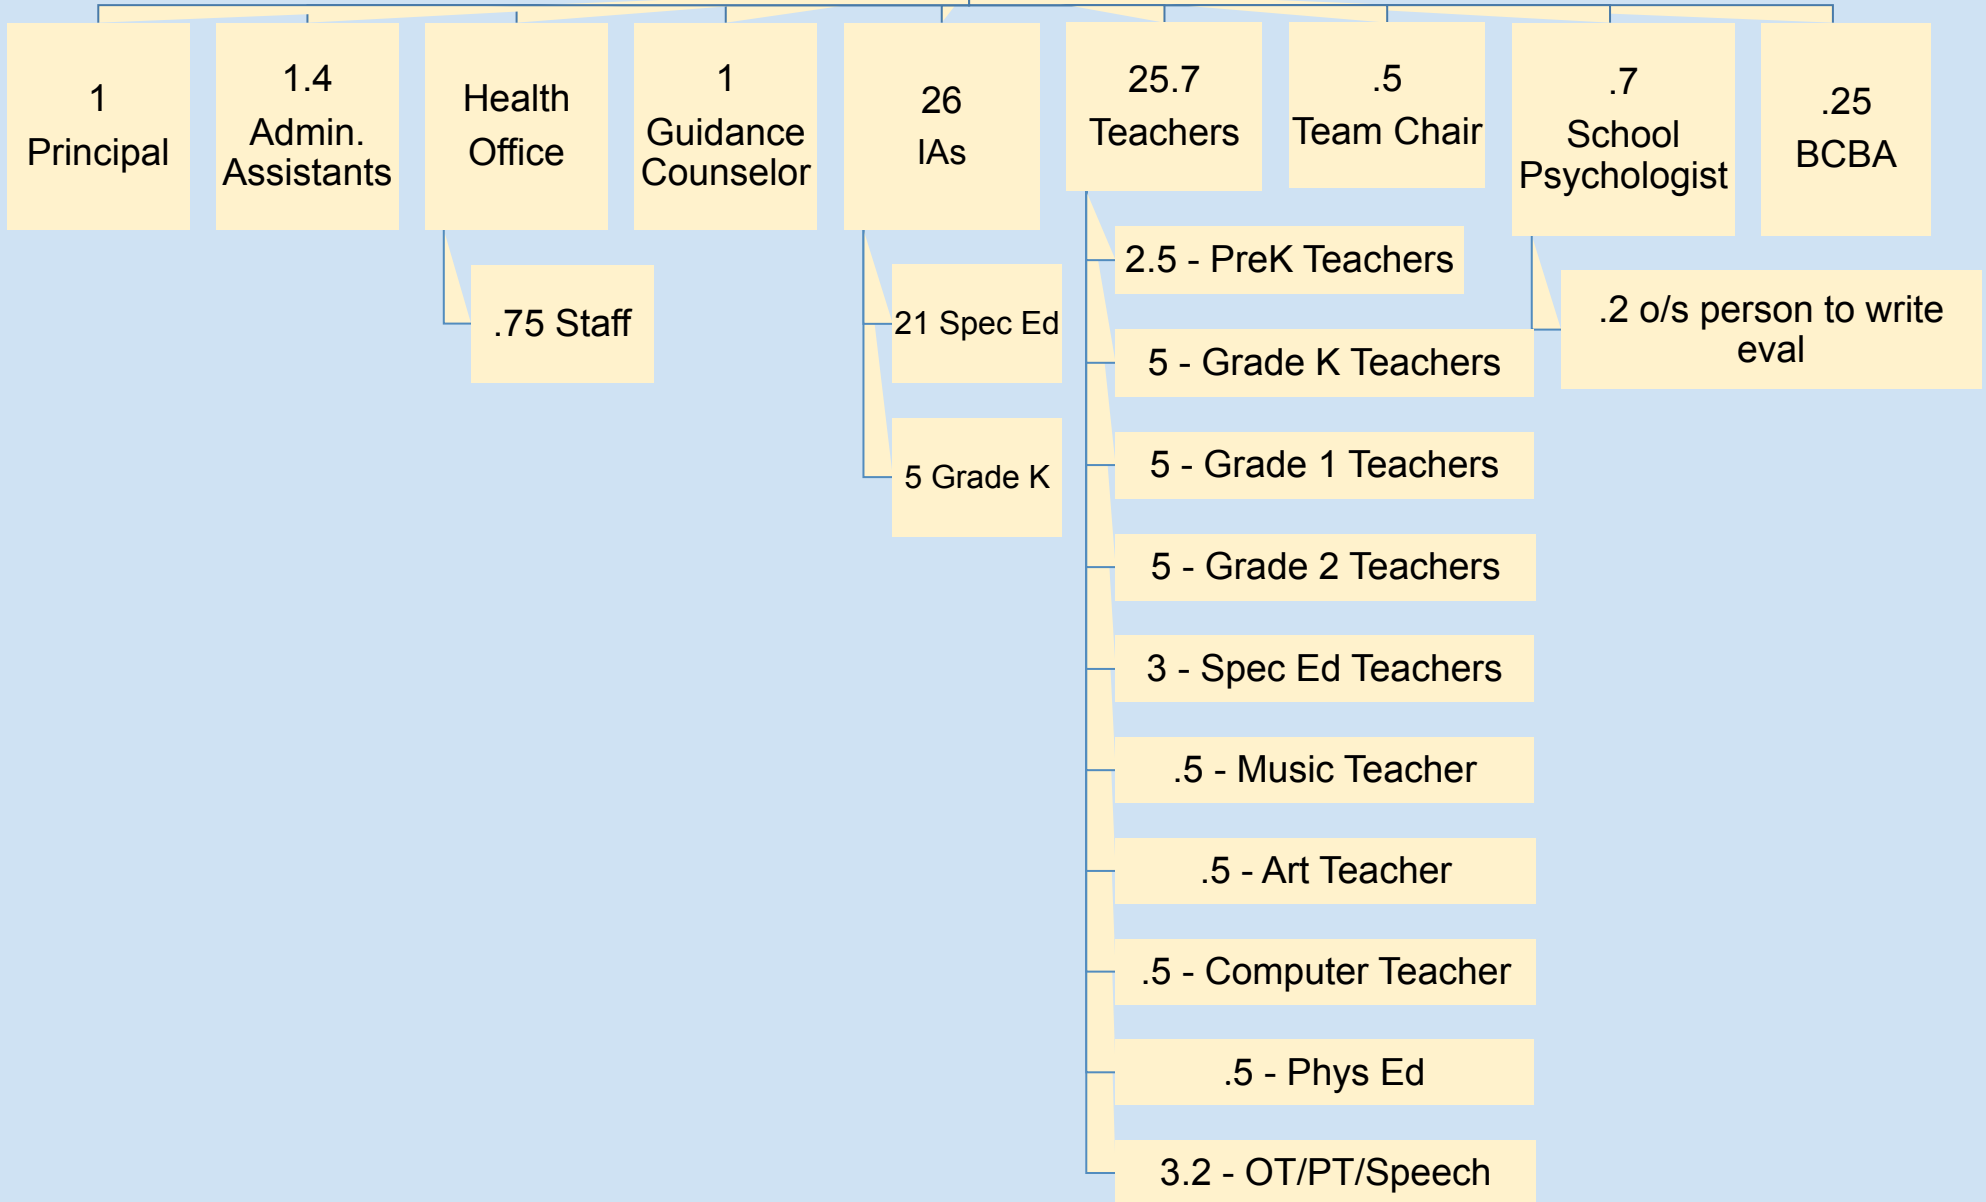 1
Principal
1.4
Admin.
Assistants
Health
Office
1
Guidance
Counselor
26
IAs
25.7
Teachers
.5
Team Chair
.7
School
Psychologist
.25
BCBA
.75 Staff
21 Spec Ed
5 Grade K
2.5 - PreK Teachers
5 - Grade K Teachers
5 - Grade 1 Teachers
5 - Grade 2 Teachers
3 - Spec Ed Teachers
.5 - Music Teacher
.5 - Art Teacher
.5 - Computer Teacher
.5 - Phys Ed
3.2 - OT/PT/Speech
.2 o/s person to write
eval